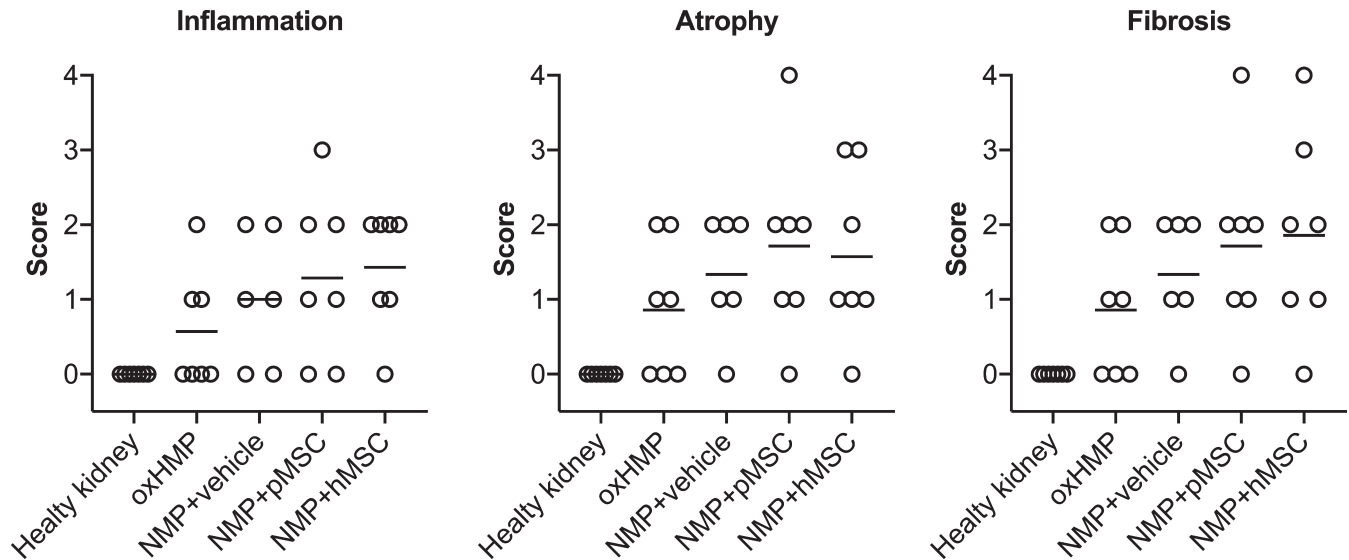 Inflammation
Score
4
3
2
1
0
Healty kidney
oxHMP
NMP+vehicle
NMP+pMSC
NMP+hMSC
Atrophy
Score
4
3
2
1
0
Healty kidney
oxHMP
NMP+vehicle
NMP+pMSC
NMP+hMSC
Fibrosis
Score
4
3
2
1
0
Healty kidney
oxHMP
NMP+vehicle
NMP+pMSC
NMP+hMSC